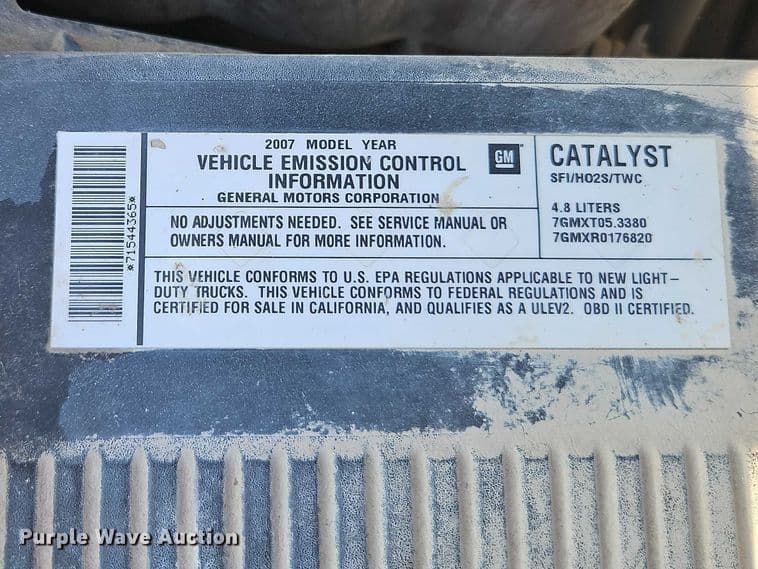 2007 MODEL YEAR
VEHICLE EMISSION CONTROL
INFORMATION
GENERAL MOTORS CORPORATION
GM
CATALYST
SFI/HO2S/TWC
4.8 LITERS
7GMXT05.3380
7GMXR0176820
NO ADJUSTMENTS NEEDED. SEE SERVICE MANUAL OR
OWNERS MANUAL FOR MORE INFORMATION.
THIS VEHICLE CONFORMS TO U.S. EPA REGULATIONS APPLICABLE TO NEW LIGHT-
DUTY TRUCKS. THIS VEHICLE CONFORMS TO FEDERAL REGULATIONS AND IS
CERTIFIED FOR SALE IN CALIFORNIA, AND QUALIFIES AS A ULEV2. OBD II CERTIFIED.
*71544365*
Purple Wave Auction